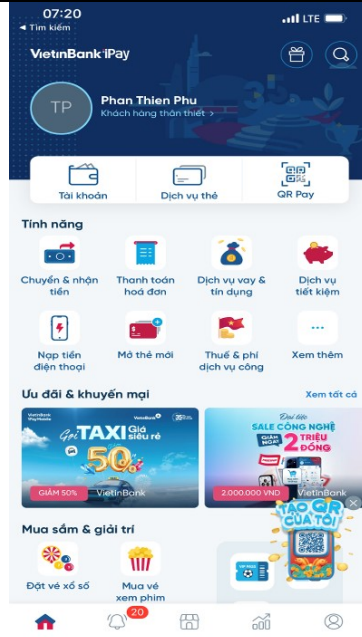 07:20
LTE
◄ Tìm kiếm
VietinBank iPay
TP
Phan Thien Phu
Khách hàng thân thiết >
Tài khoản
Dịch vụ thẻ
QR Pay
Tính năng
Chuyển & nhận tiền
Thanh toán hoá đơn
Dịch vụ vay & tín dụng
Dịch vụ tiết kiệm
Nạp tiền điện thoại
Mở thẻ mới
Thuế & phí dịch vụ công
Xem thêm
Ưu đãi & khuyến mại
Xem tất cả
Gọi TAXI Giá siêu rẻ
50%
GIẢM 50%
VietinBank
Đại tiệc
SALE CÔNG NGHỆ
GIẢM NGAY 2 TRIỆU ĐỒNG
2.000.000 VND
VietinBank
TẠO QR CỦA TÔI
Mua sắm & giải trí
Đặt vé xổ số
Mua vé xem phim
20